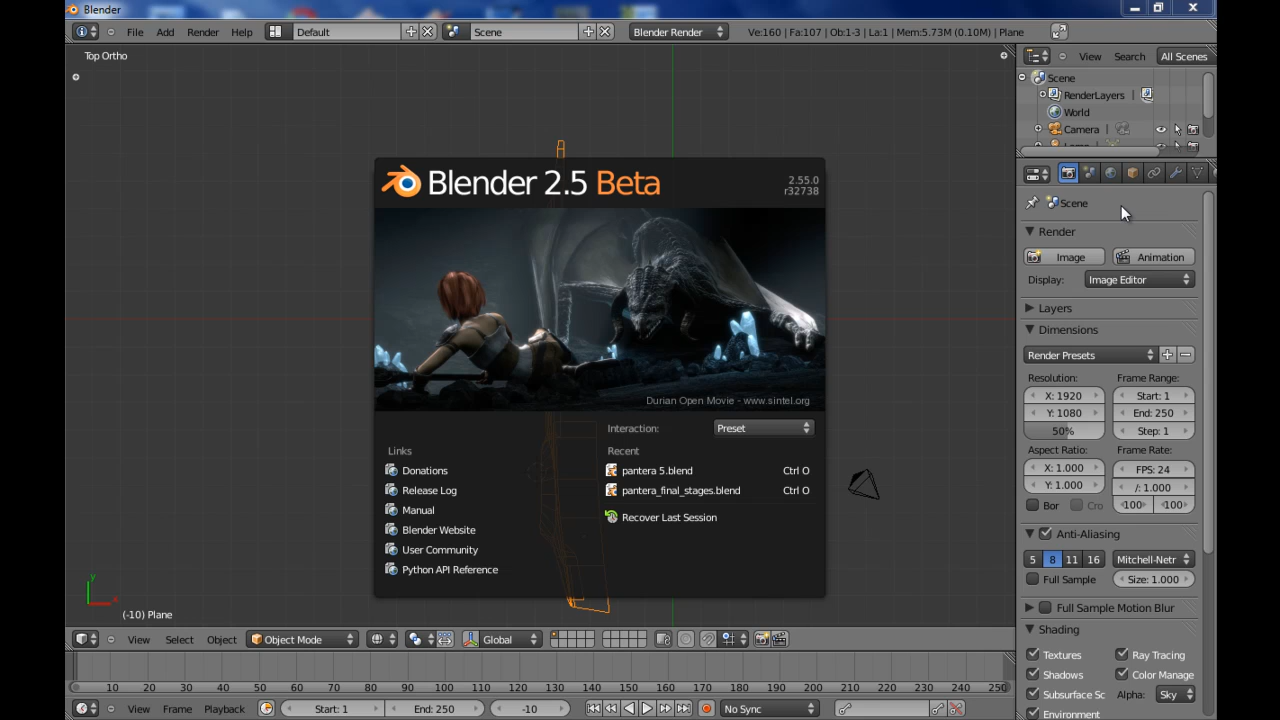 Blender
File Add Render Help Default Scene Blender Render Ve:160 | Fa:107 | Ob:1-3 | La:1 | Mem:5.73M (0.10M) | Plane
Top Ortho
View Search All Scenes
Scene
RenderLayers |
World
Camera |
Blender 2.5 Beta
2.55.0
r32738
Durian Open Movie - www.sintel.org
Interaction: Preset
Links
Donations
Release Log
Manual
Blender Website
User Community
Python API Reference
Recent
pantera 5.blend Ctrl O
pantera_final_stages.blend Ctrl O
Recover Last Session
Scene
Render
Image Animation
Display: Image Editor
Layers
Dimensions
Render Presets
Resolution: Frame Range:
X: 1920 Start: 1
Y: 1080 End: 250
50% Step: 1
Aspect Ratio: Frame Rate:
X: 1.000 FPS: 24
Y: 1.000 /: 1.000
Bor Cro 100 100
Anti-Aliasing
5 8 11 16 Mitchell-Netr
Full Sample Size: 1.000
Full Sample Motion Blur
Shading
Textures Ray Tracing
Shadows Color Manage
Subsurface Sc Alpha: Sky
Environment
y
x
(-10) Plane
View Select Object Object Mode Global
10 20 30 40 50 60 70 80 90 100 110 120 130 140 150 160 170 180 190 200 210 220 230 240 250
View Frame Playback Start: 1 End: 250 -10 No Sync